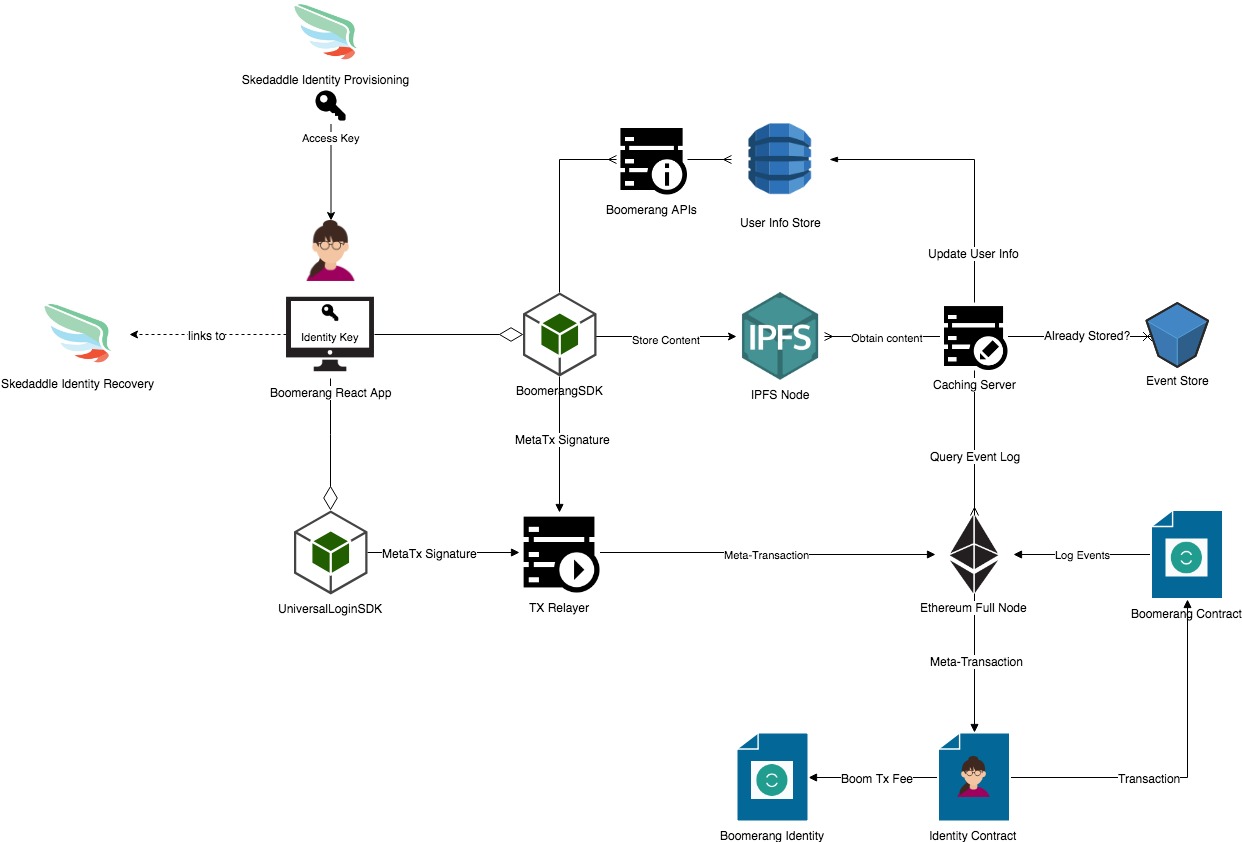 Skedaddle Identity Provisioning
Access Key
Boomerang APIs
User Info Store
Update User Info
Identity Key
links to
Store Content
IPFS
Obtain content
Already Stored?
Skedaddle Identity Recovery
Boomerang React App
BoomerangSDK
IPFS Node
Caching Server
Event Store
MetaTx Signature
Query Event Log
MetaTx Signature
Meta-Transaction
Log Events
UniversalLoginSDK
TX Relayer
Ethereum Full Node
Boomerang Contract
Meta-Transaction
Boom Tx Fee
Transaction
Boomerang Identity
Identity Contract